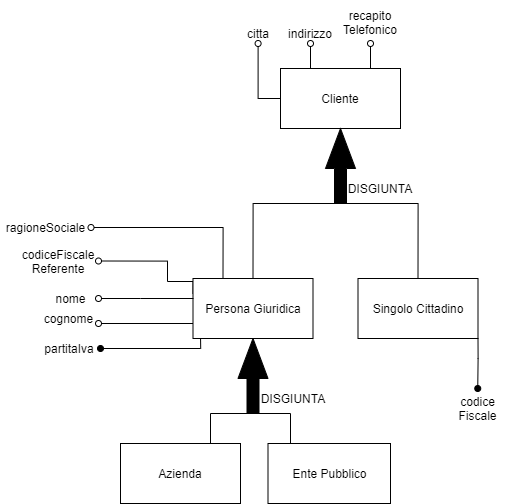 recapito
Telefonico
citta
indirizzo
Cliente
DISGIUNTA
ragioneSociale
codiceFiscale
Referente
nome
cognome
partitaIva
Persona Giuridica
Singolo Cittadino
codice
Fiscale
DISGIUNTA
Azienda
Ente Pubblico